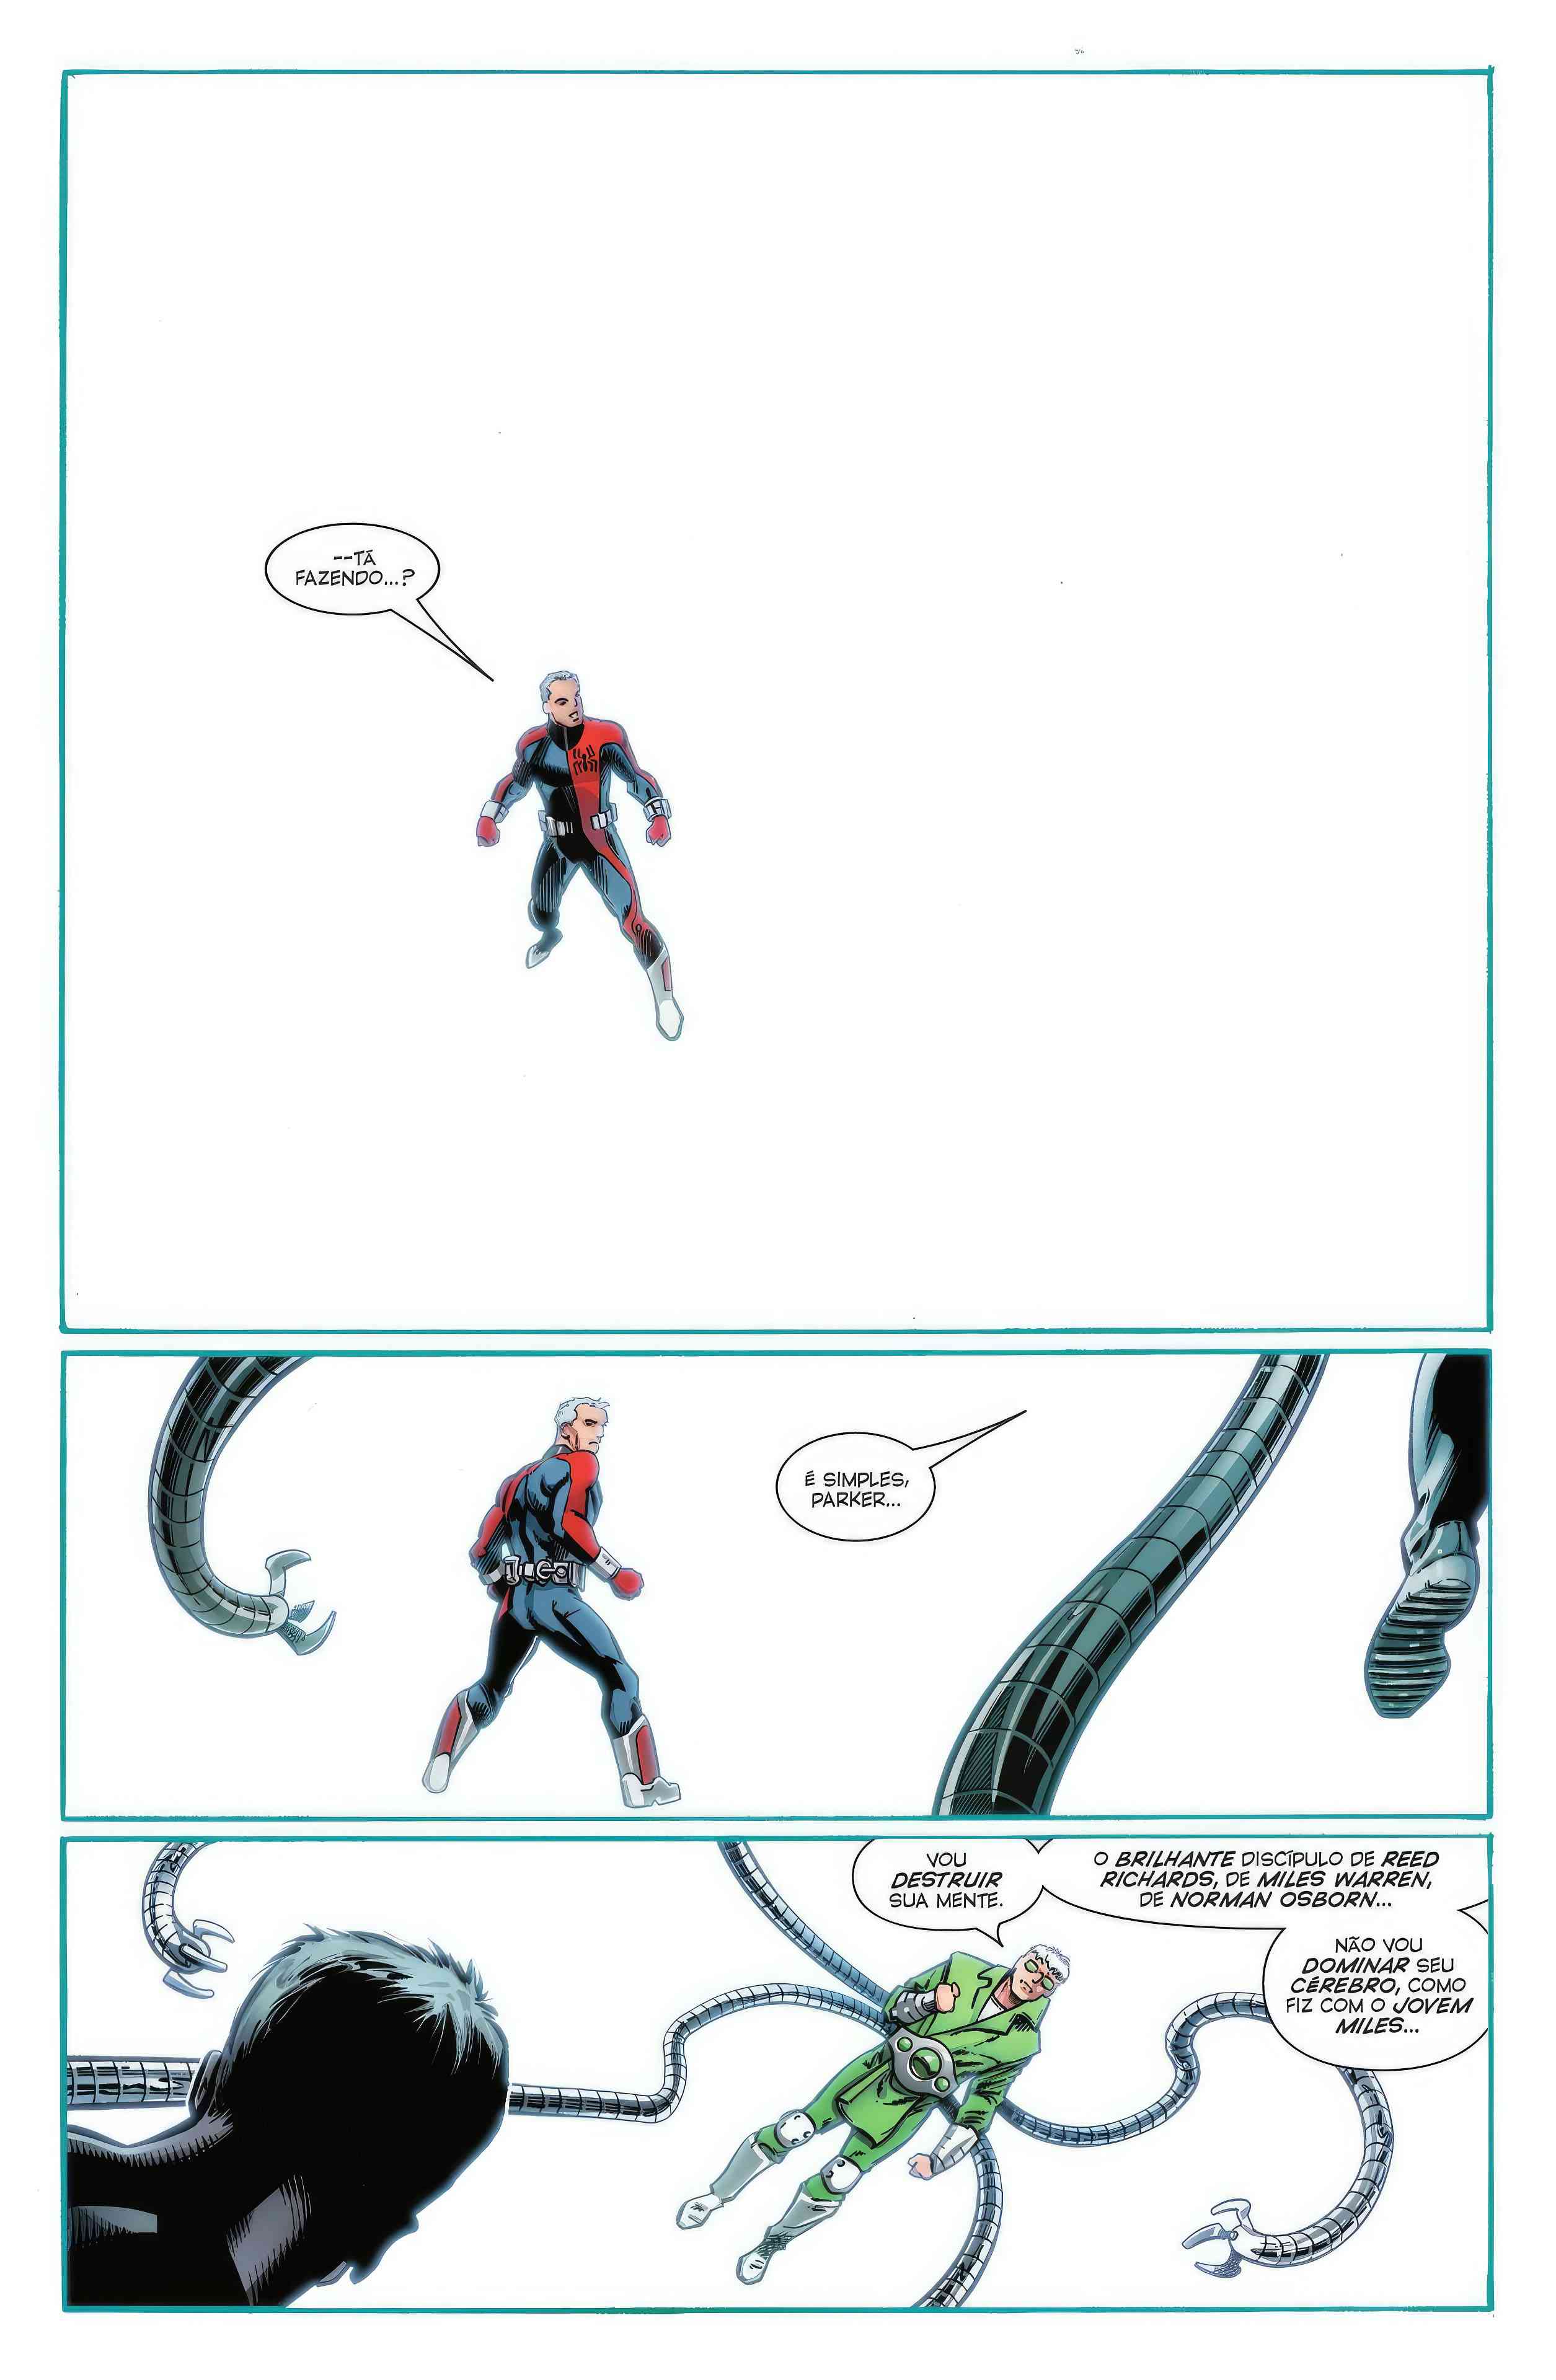 --TÁ
FAZENDO...?
É SIMPLES,
PARKER...
VOU
DESTRUIR
SUA MENTE.
O BRILHANTE DISCÍPULO DE REED
RICHARDS, DE MILES WARREN,
DE NORMAN OSBORN...
NÃO VOU
DOMINAR SEU
CÉREBRO, COMO
FIZ COM O JOVEM
MILES...